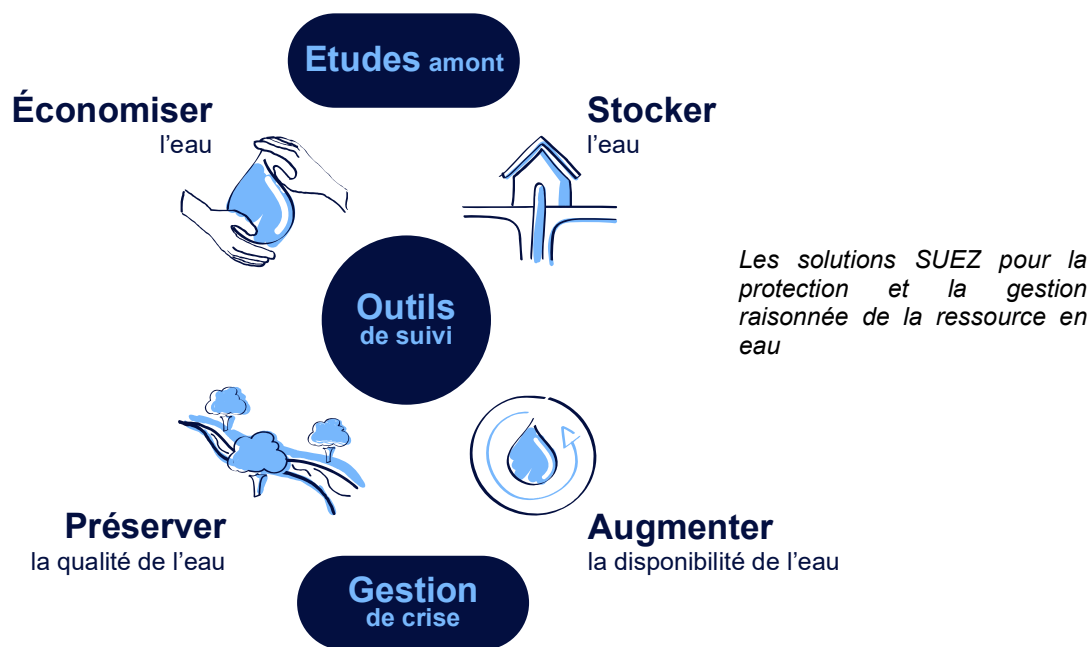 Etudes amont
Économiser
l'eau
Stocker
l'eau
Outils
de suivi
Les solutions SUEZ pour la
protection et la gestion
raisonnée de la ressource en
eau
Préserver
la qualité de l'eau
Augmenter
la disponibilité de l'eau
Gestion
de crise